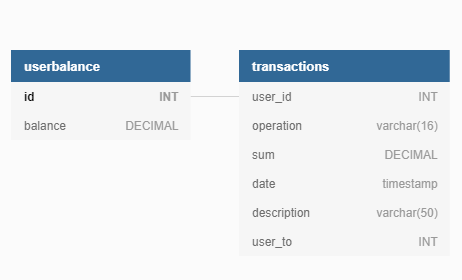 userbalance
id INT
balance DECIMAL
transactions
user_id INT
operation varchar(16)
sum DECIMAL
date timestamp
description varchar(50)
user_to INT